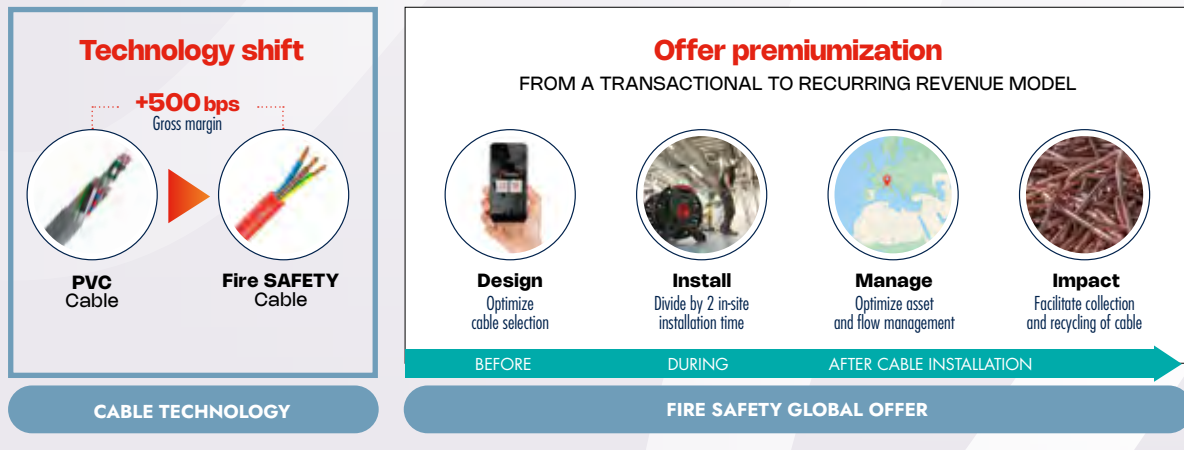 Technology shift
+500 bps
Gross margin
PVC
Cable
Fire SAFETY
Cable
CABLE TECHNOLOGY
Offer premiumization
FROM A TRANSACTIONAL TO RECURRING REVENUE MODEL
Design
Optimize
cable selection
Install
Divide by 2 in-site
installation time
Manage
Optimize asset
and flow management
Impact
Facilitate collection
and recycling of cable
BEFORE
DURING
AFTER CABLE INSTALLATION
FIRE SAFETY GLOBAL OFFER